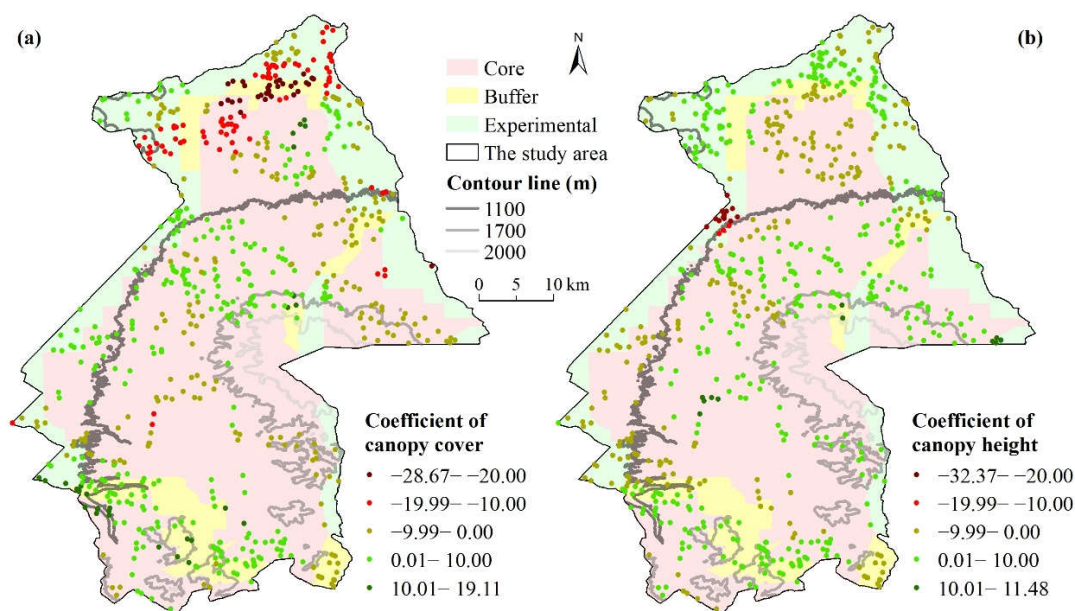 (a)
N
(b)
Core
Buffer
Experimental
The study area
Contour line (m)
1100
1700
2000
0 5 10 km
Coefficient of
canopy cover
−28.67− −20.00
−19.99− −10.00
−9.99− 0.00
0.01− 10.00
10.01− 19.11
Coefficient of
canopy height
−32.37− −20.00
−19.99− −10.00
−9.99− 0.00
0.01− 10.00
10.01− 11.48